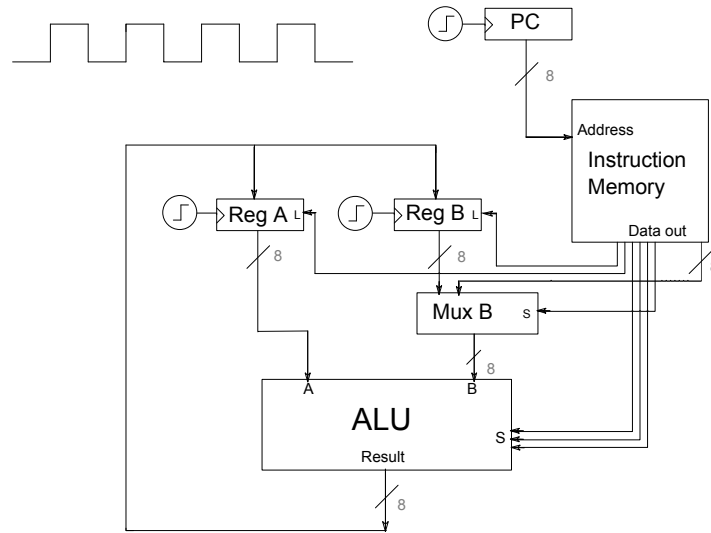 PC
8
Address
Instruction
Memory
Data out
Reg A L
Reg B L
8
8
Mux B
S
8
A
B
ALU
S
Result
8